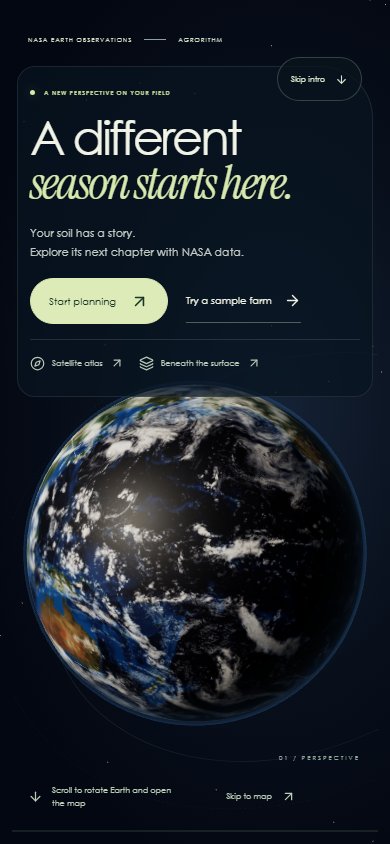 NASA EARTH OBSERVATIONS
AGRORITHM
Skip intro
A NEW PERSPECTIVE ON YOUR FIELD
A different
season starts here.
Your soil has a story.
Explore its next chapter with NASA data.
Start planning
Try a sample farm
Satellite atlas
Beneath the surface
01 / PERSPECTIVE
Scroll to rotate Earth and open
the map
Skip to map